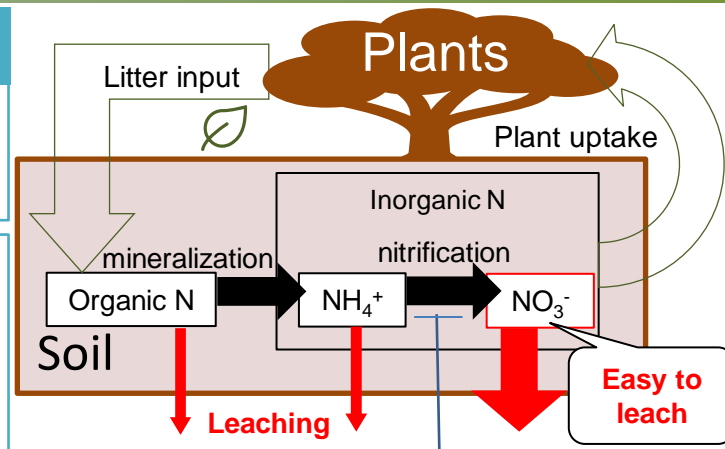 Plants
Litter input
Plant uptake
Inorganic N
mineralization
nitrification
Organic N
NH₄⁺
NO₃⁻
Soil
Easy to
leach
Leaching